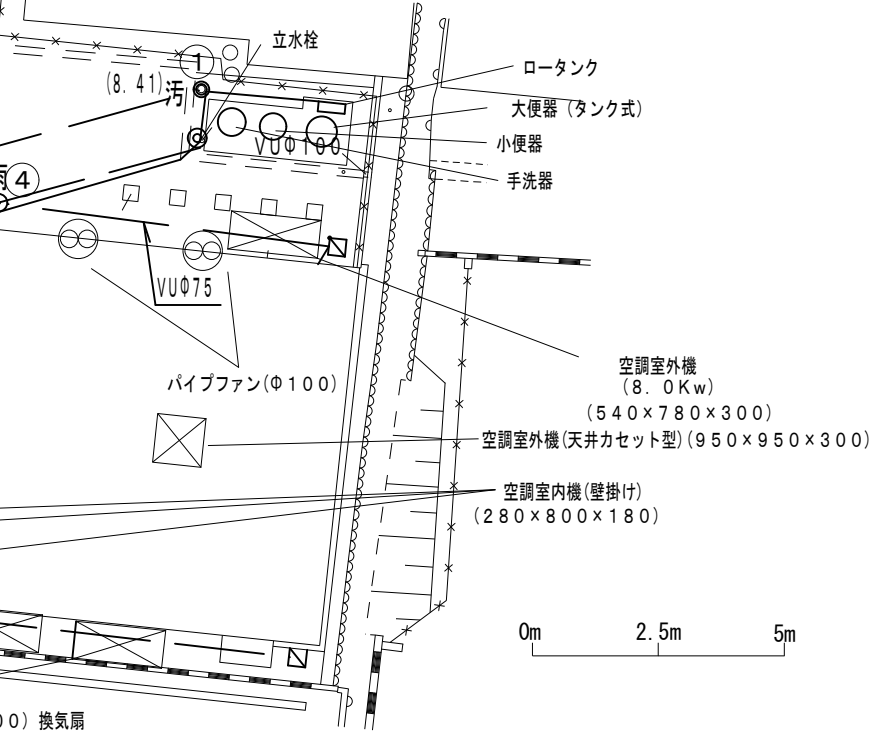 立水栓
①
ロータンク
(8.41)汚
大便器（タンク式）
VUΦ100
小便器
雨④
手洗器
VUΦ75
空調室外機
(８．０Ｋｗ)
(５４０×７８０×３００)
パイプファン(Φ１００)
空調室外機(天井カセット型)(９５０×９５０×３００)
空調室内機(壁掛け)
(２８０×８００×１８０)
0m 2.5m 5m
００）換気扇